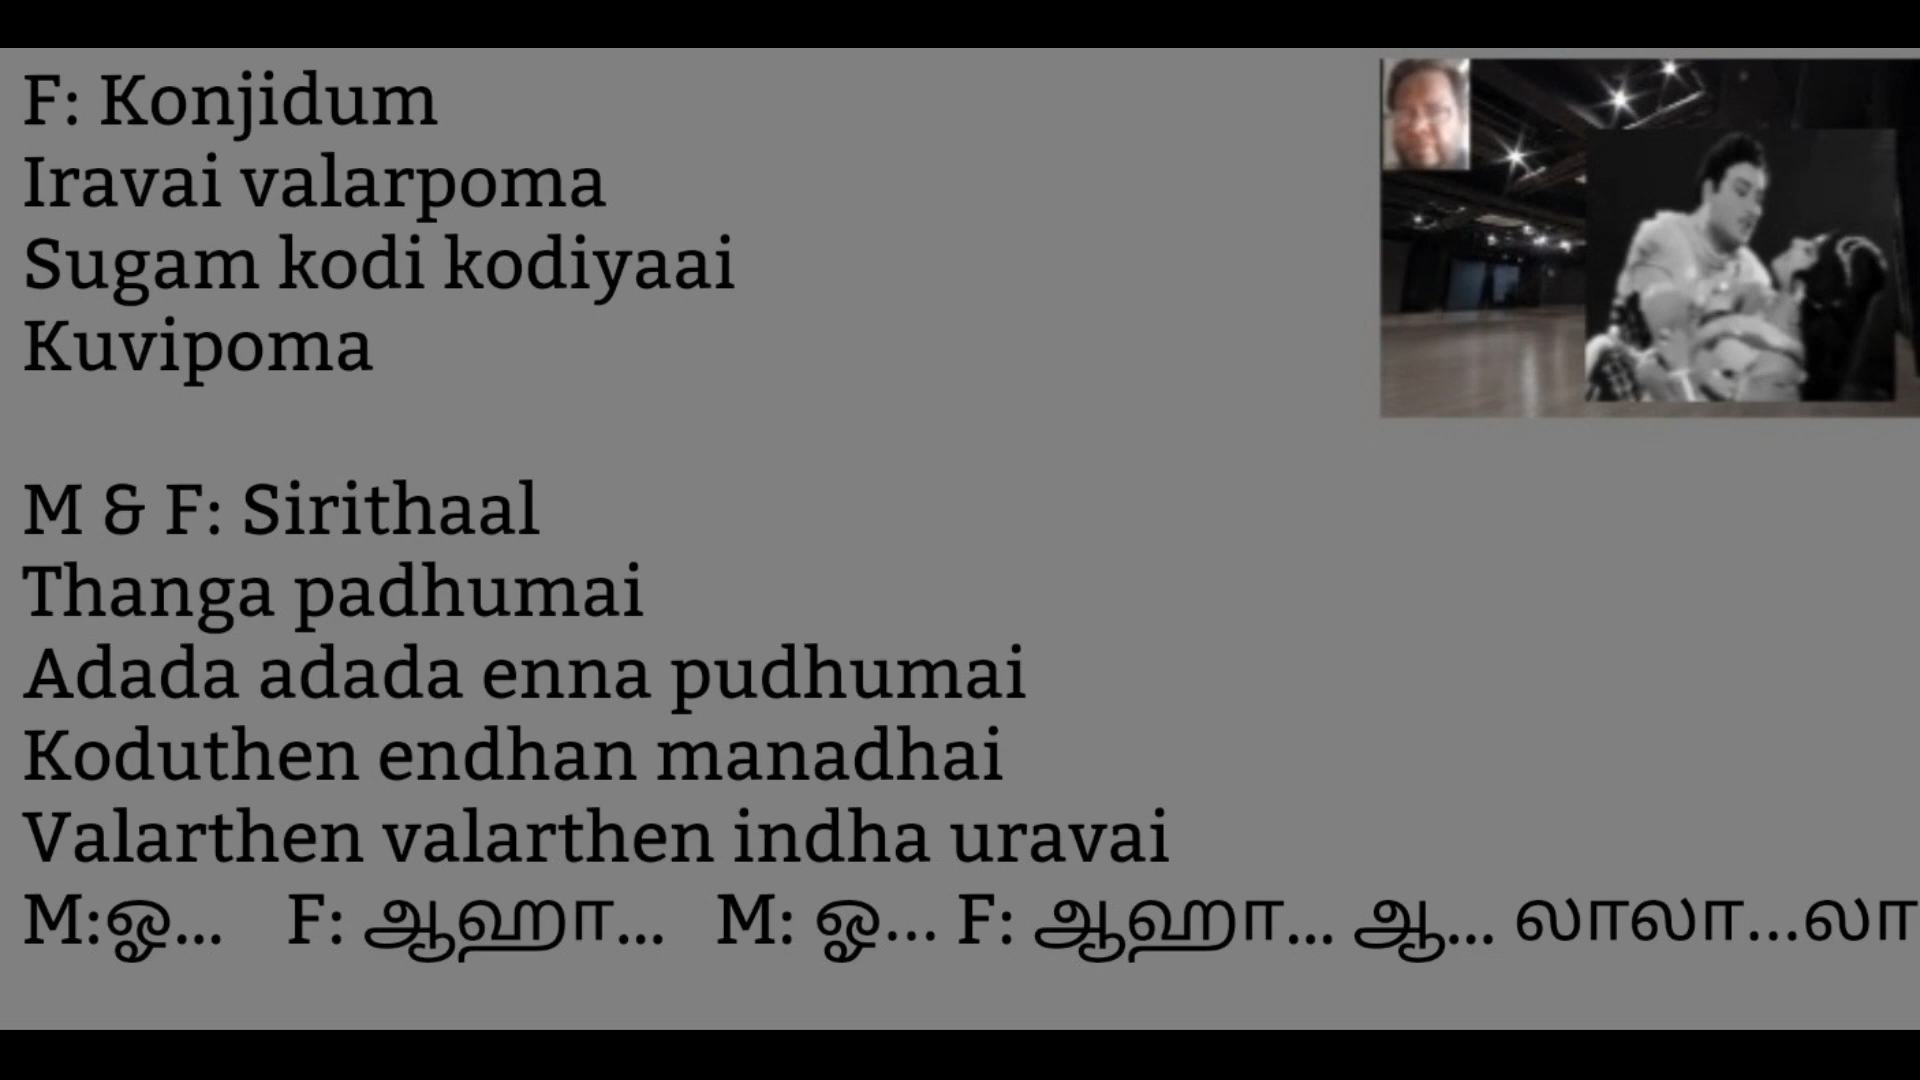 F: Konjidum
Iravai valarpoma
Sugam kodi kodiyaai
Kuvipoma
M & F: Sirithaal
Thanga padhumai
Adada adada enna pudhumai
Koduthen endhan manadhai
Valarthen valarthen indha uravai
M:ஓ... F: ஆஹா... M: ஓ... F: ஆஹா... ஆ... லாலா...லா